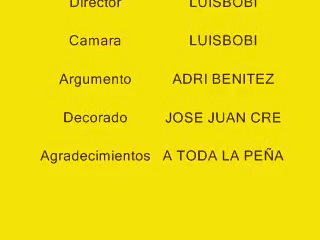 Director LUISBOBI
Camara LUISBOBI
Argumento ADRI BENITEZ
Decorado JOSE JUAN CRE
Agradecimientos A TODA LA PEÑA